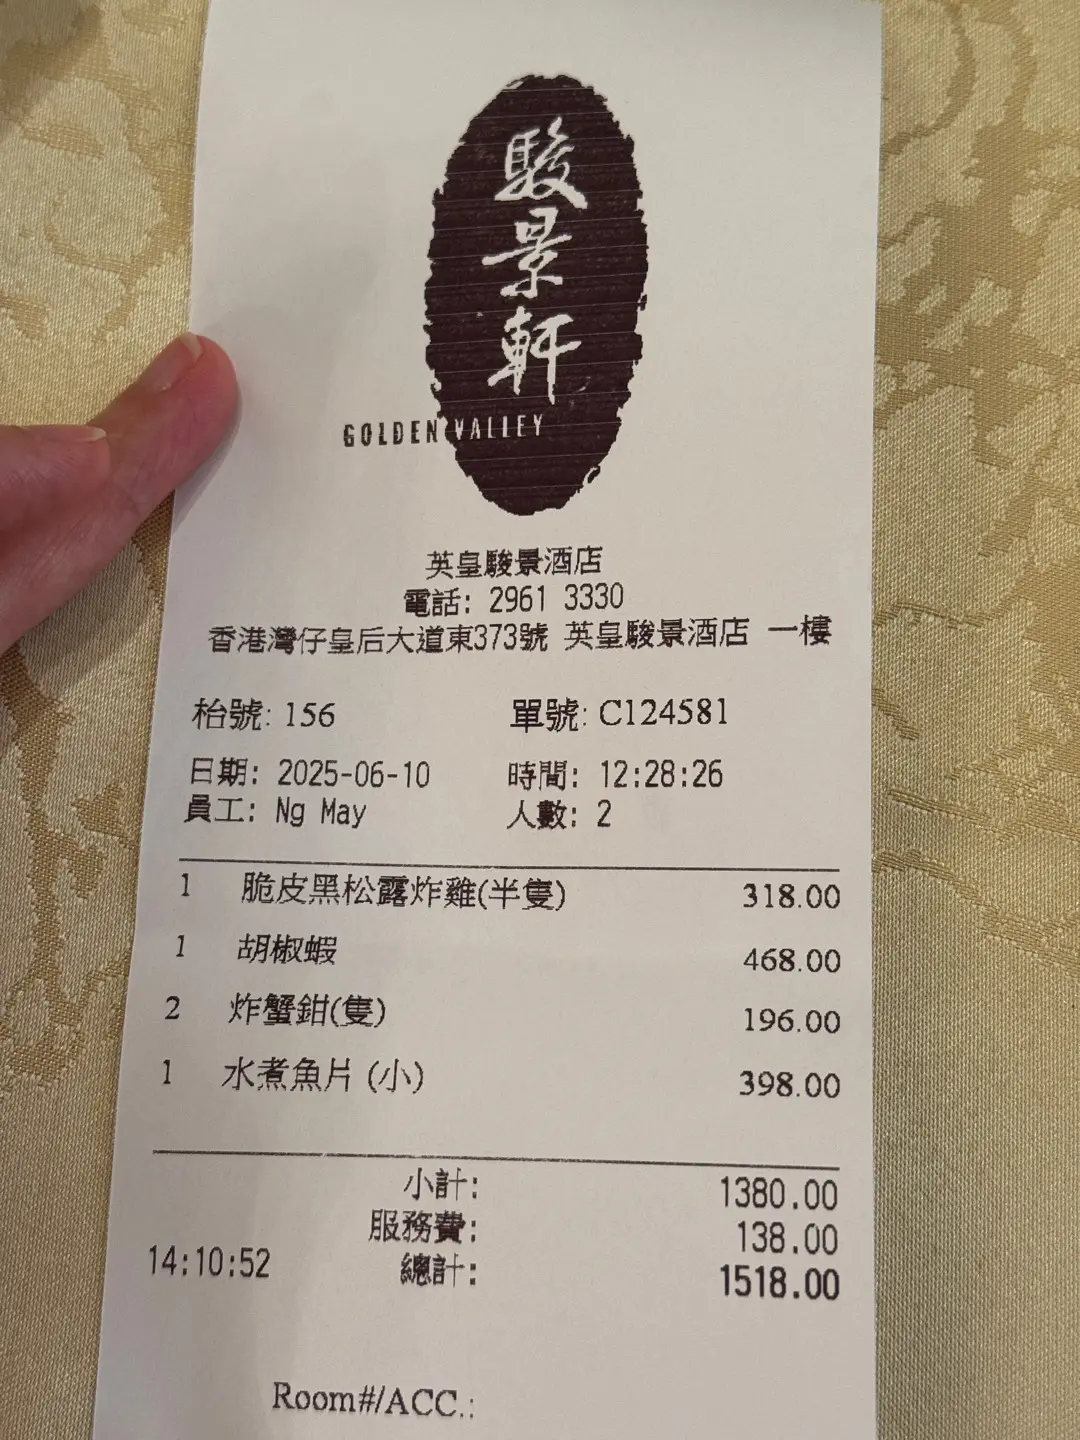 駿景軒
GOLDEN VALLEY
英皇駿景酒店
電話: 2961 3330
香港灣仔皇后大道東373號 英皇駿景酒店 一樓
枱號: 156 單號: C124581
日期: 2025-06-10 時間: 12:28:26
員工: Ng May 人數: 2
1 脆皮黑松露炸雞(半隻) 318.00
1 胡椒蝦 468.00
2 炸蟹鉗(隻) 196.00
1 水煮魚片 (小) 398.00
小計: 1380.00
服務費: 138.00
14:10:52 總計: 1518.00
Room#/ACC.: